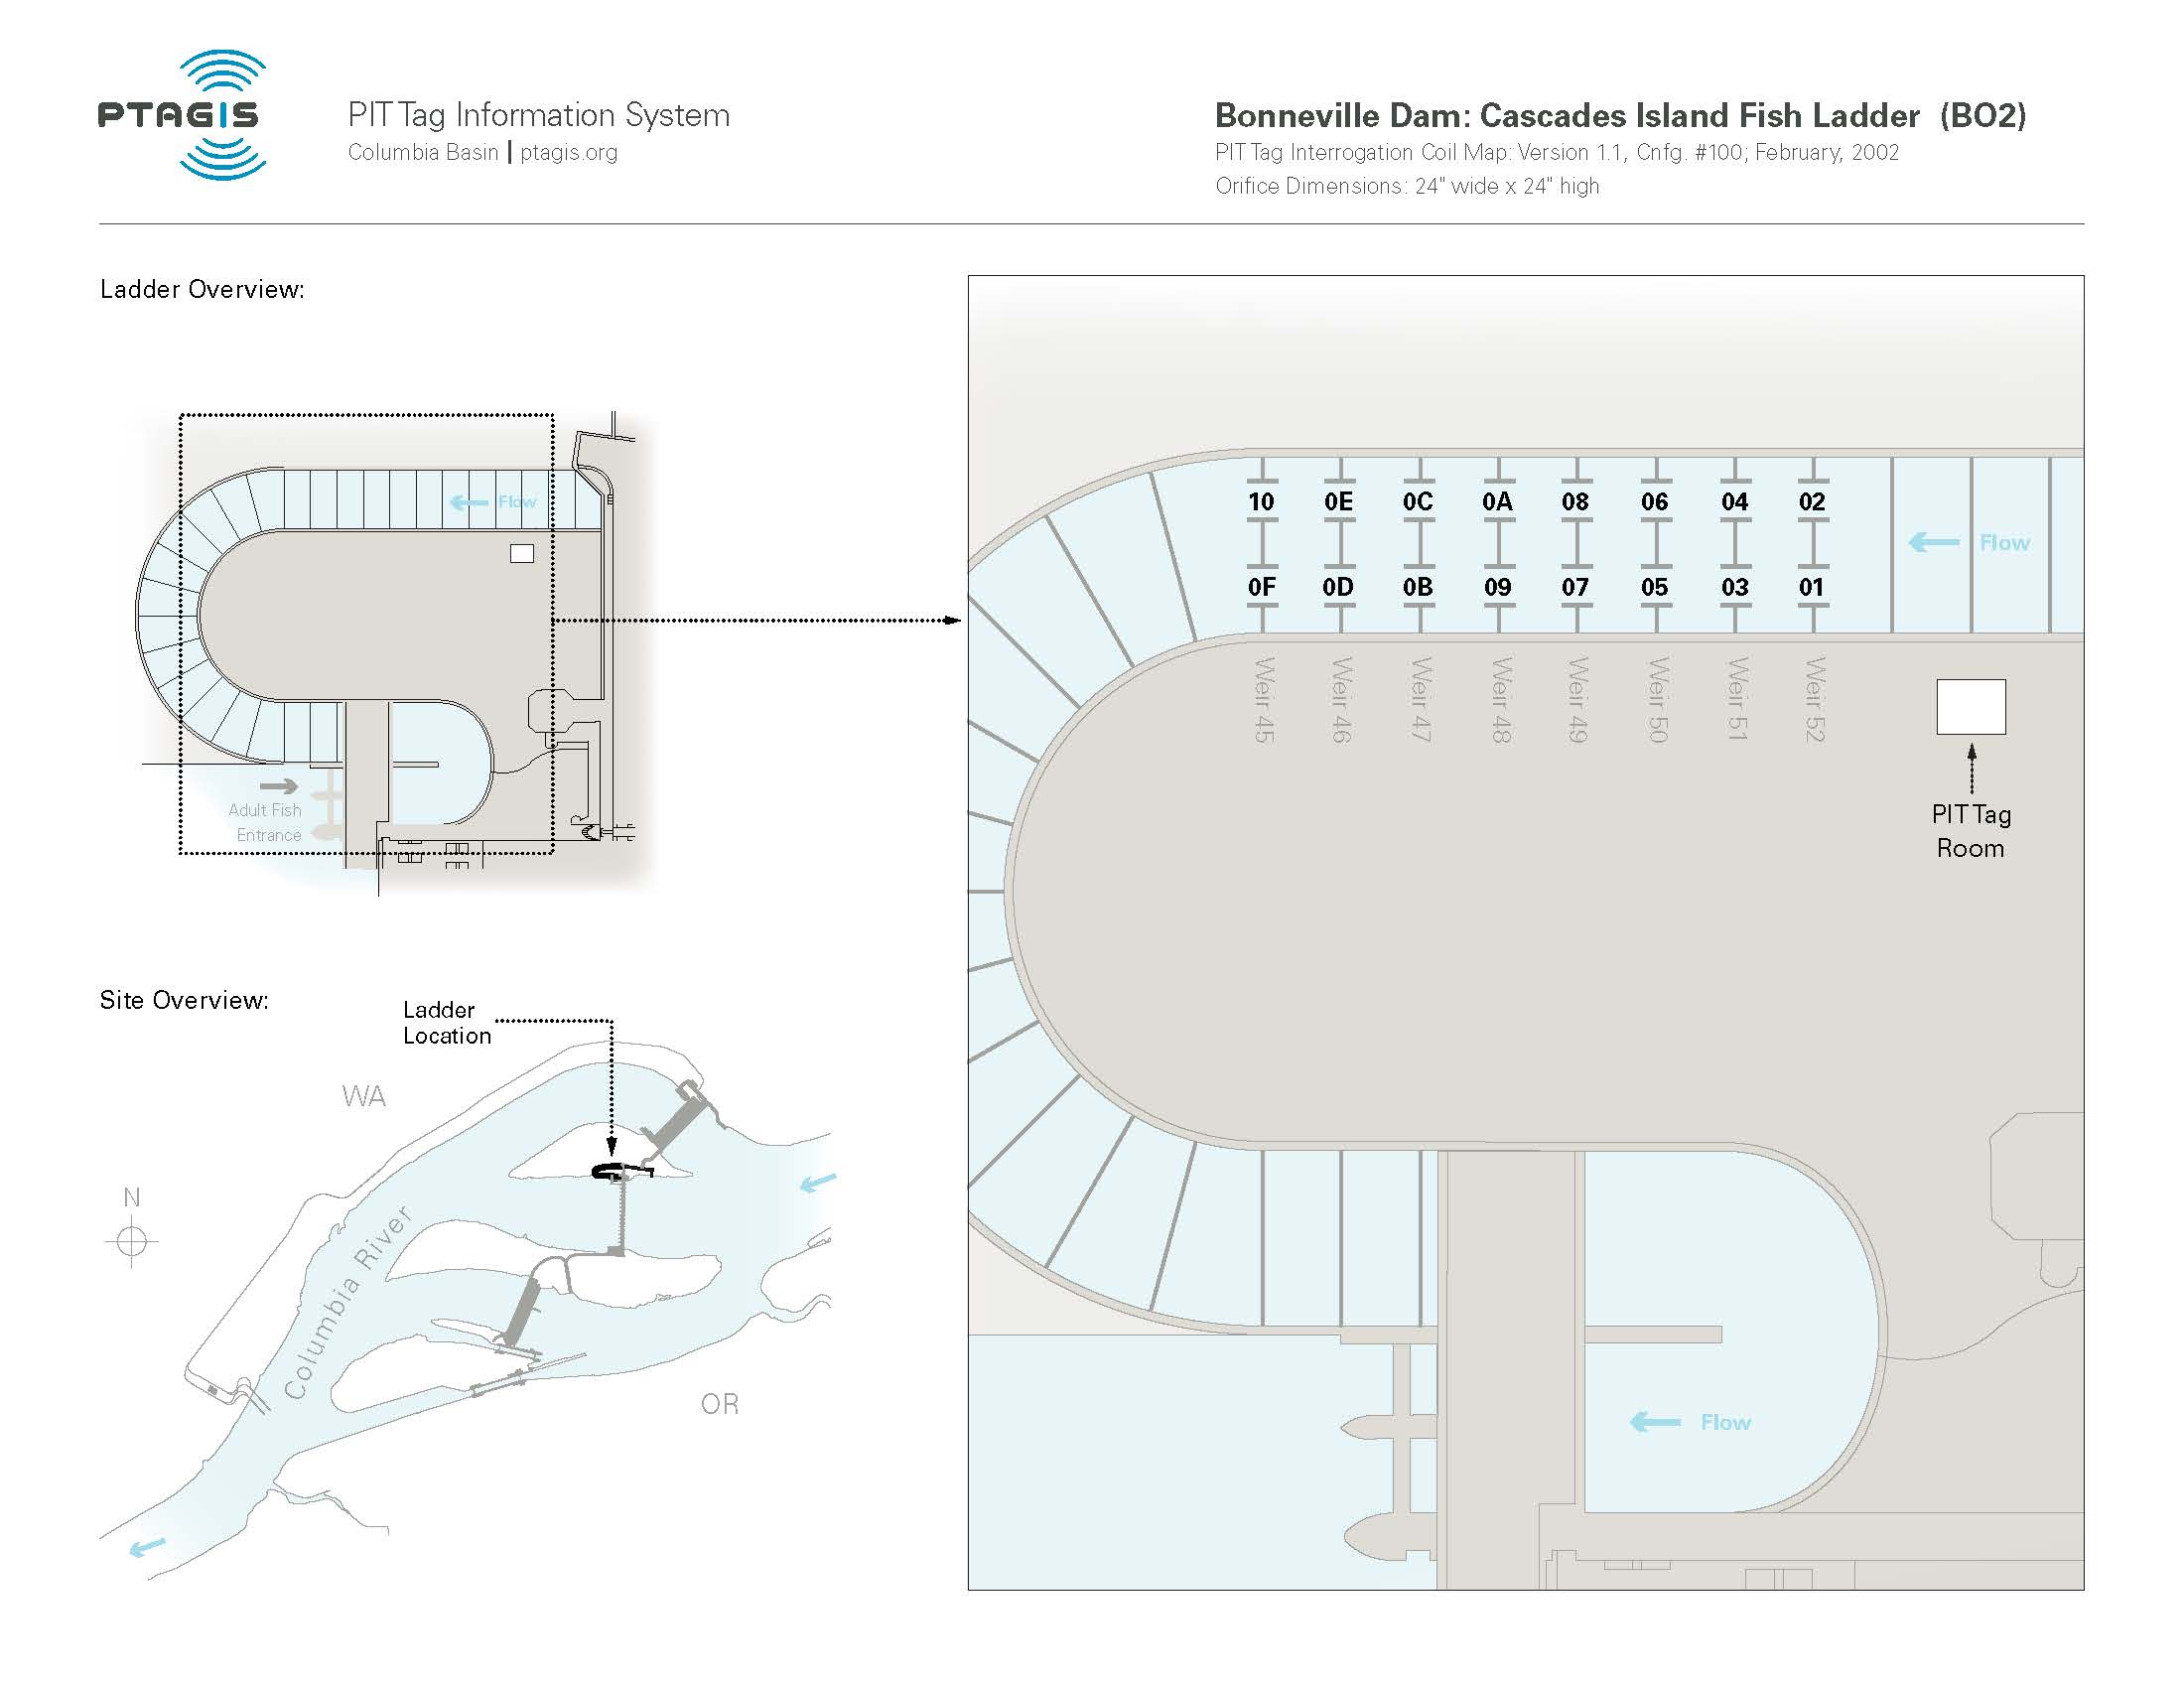 PTAGIS
PIT Tag Information System
Columbia Basin | ptagis.org
Bonneville Dam: Cascades Island Fish Ladder (BO2)
PIT Tag Interrogation Coil Map: Version 1.1, Cnfg. #100; February, 2002
Orifice Dimensions: 24" wide x 24" high
Ladder Overview:
Flow
Adult Fish
Entrance
10 0E 0C 0A 08 06 04 02
Flow
0F 0D 0B 09 07 05 03 01
Weir 45
Weir 46
Weir 47
Weir 48
Weir 49
Weir 50
Weir 51
Weir 52
PIT Tag
Room
Flow
Site Overview:
Ladder
Location
WA
N
Columbia River
OR